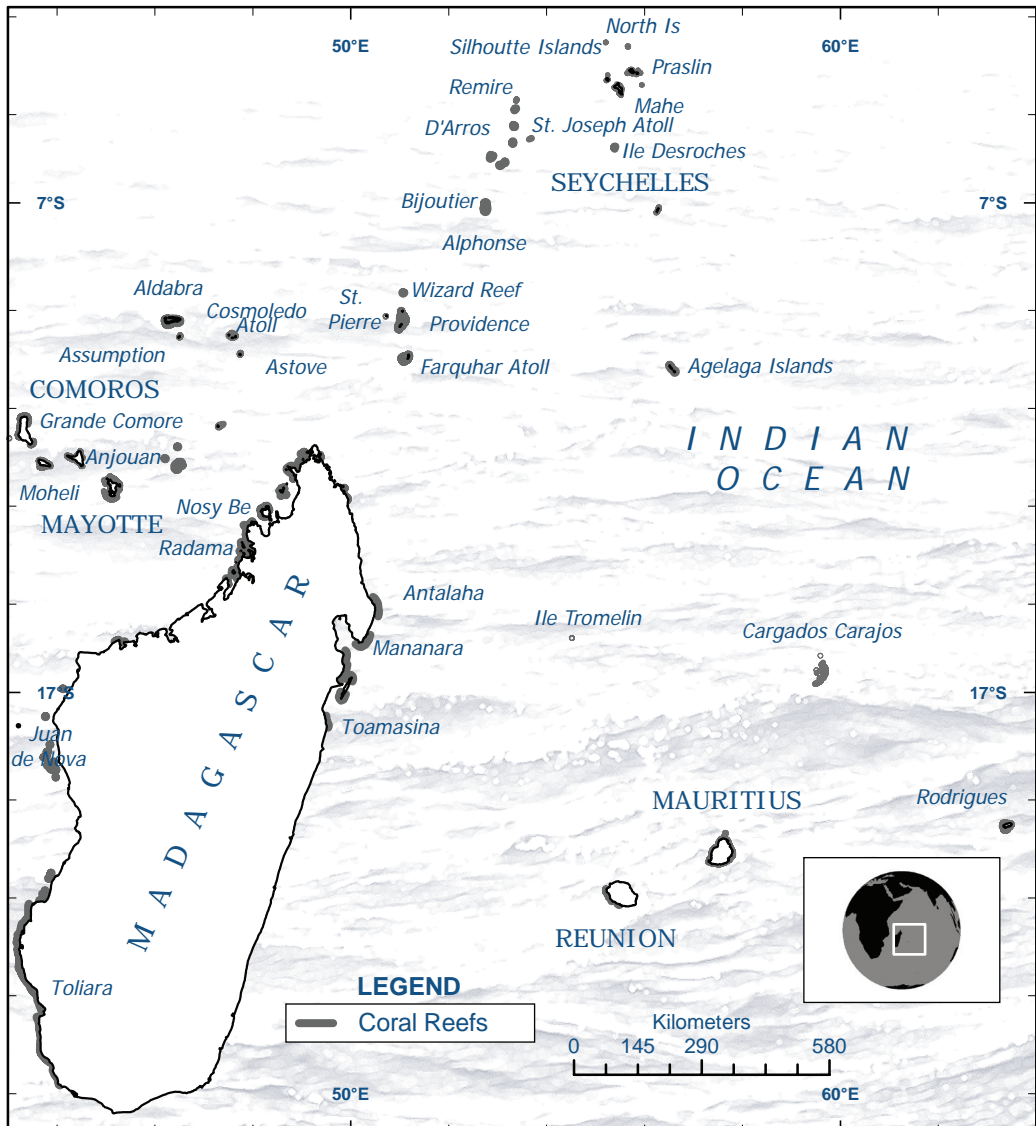 50°E
60°E
North Is
Silhoutte Islands
Praslin
Remire
Mahe
D'Arros
St. Joseph Atoll
Ile Desroches
SEYCHELLES
7°S
7°S
Bijoutier
Alphonse
Aldabra
Wizard Reef
St.
Pierre
Cosmoledo
Atoll
Providence
Assumption
Astove
Farquhar Atoll
Agelaga Islands
COMOROS
Grande Comore
INDIAN
OCEAN
Anjouan
Moheli
Nosy Be
MAYOTTE
Radama
Antalaha
Ile Tromelin
Cargados Carajos
Mananara
17°S
17°S
Toamasina
Juan
de Nova
MADAGASCAR
MAURITIUS
Rodrigues
REUNION
Toliara
LEGEND
Coral Reefs
Kilometers
0 145 290 580
50°E
60°E